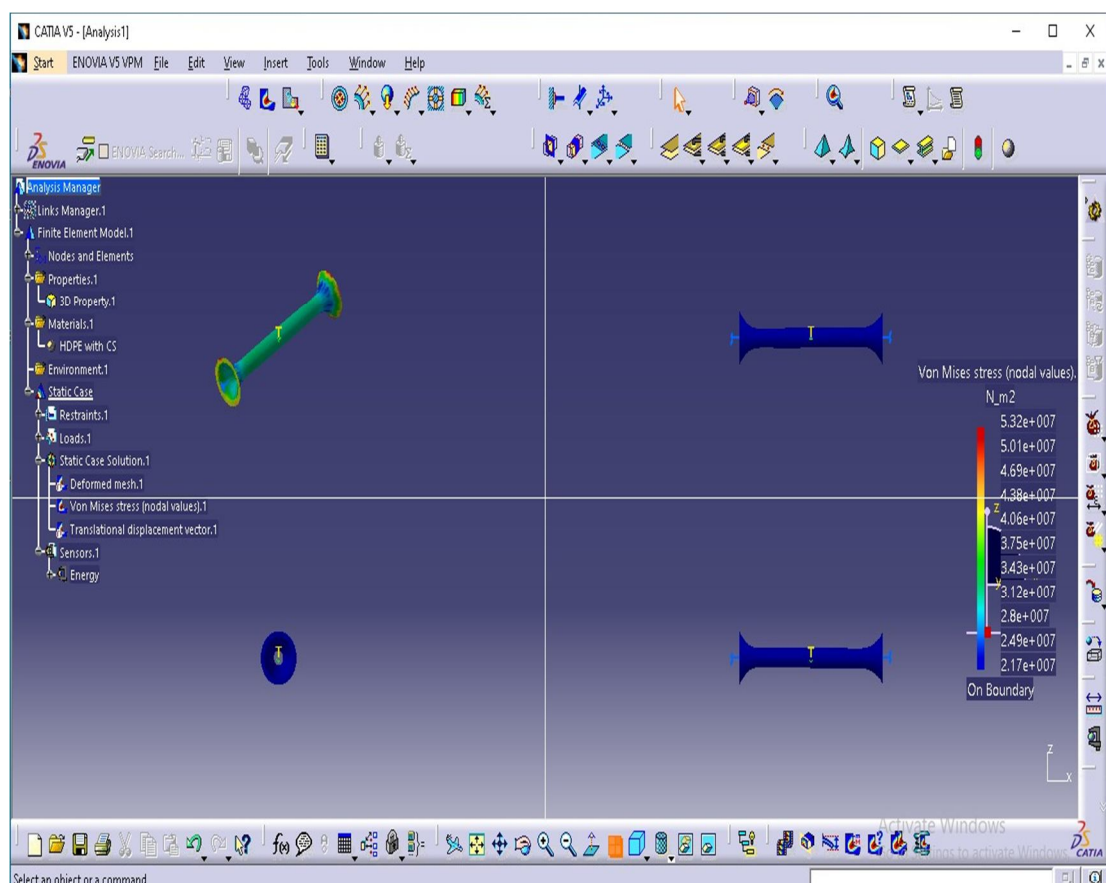 CATIA V5 - [Analysis1]
Start ENOVIA V5 VPM File Edit View Insert Tools Window Help
ENOVIA
ENOVIA Search...
Analysis Manager
Links Manager.1
Finite Element Model.1
Nodes and Elements
Properties.1
3D Property.1
Materials.1
HDPE with CS
Environment.1
Static Case
Restraints.1
Loads.1
Static Case Solution.1
Deformed mesh.1
Von Mises stress (nodal values).1
Translational displacement vector.1
Sensors.1
Energy
T
T
T
T
Von Mises stress (nodal values).
N_m2
5.32e+007
5.01e+007
4.69e+007
4.38e+007
4.06e+007
3.75e+007
3.43e+007
3.12e+007
2.8e+007
2.49e+007
2.17e+007
On Boundary
z
y
z
x
f(x)
Activate Windows
to activate Windows.
CATIA
Select an object or a command